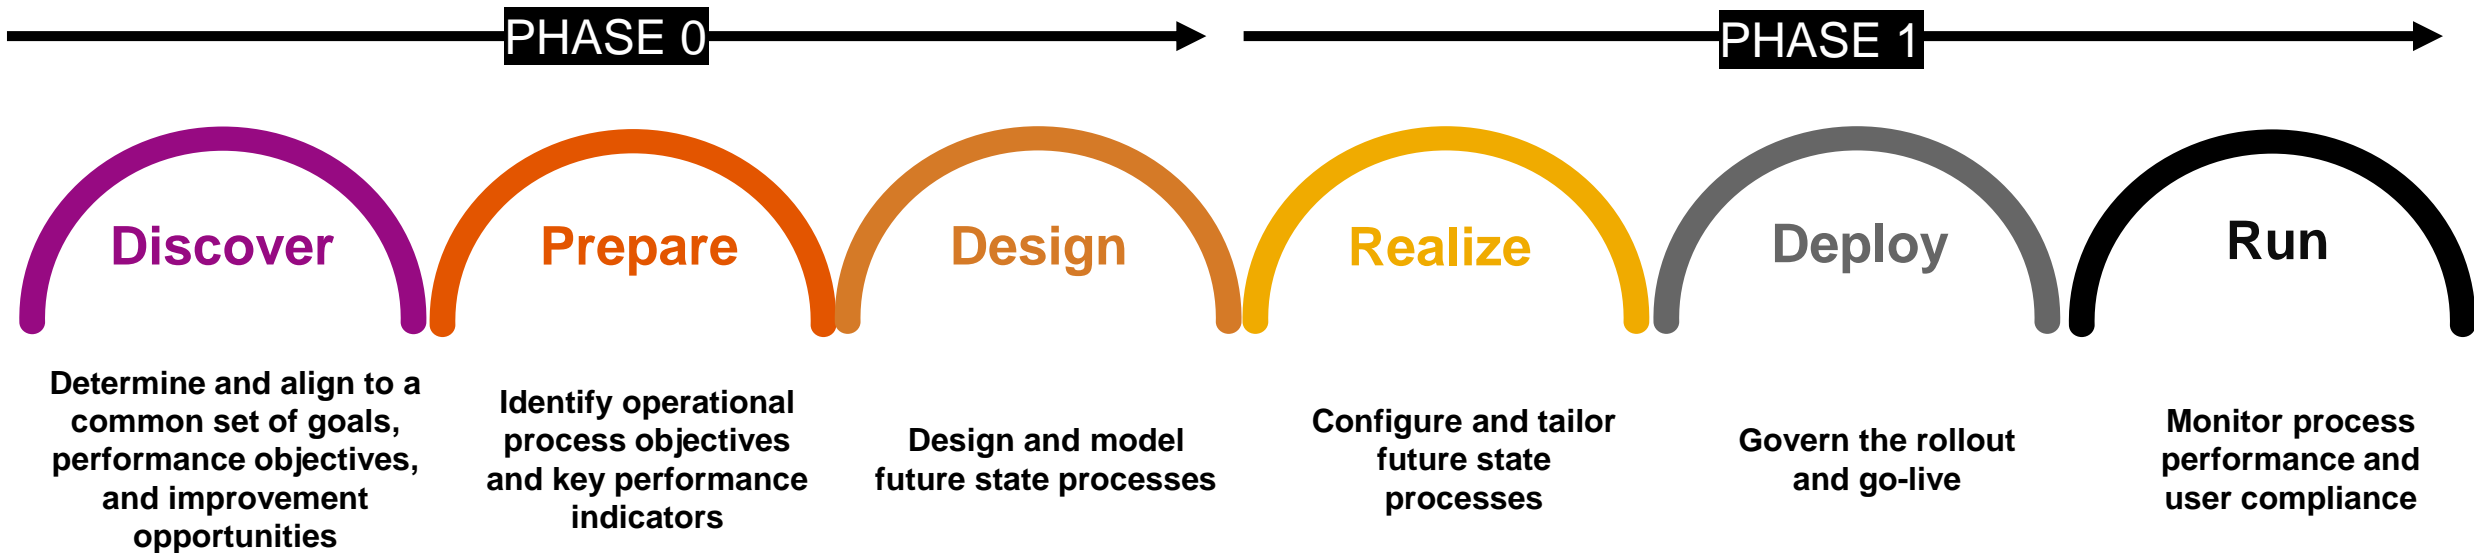 PHASE 0
PHASE 1
Discover
Determine and align to a
common set of goals,
performance objectives,
and improvement
opportunities
Prepare
Identify operational
process objectives
and key performance
indicators
Design
Design and model
future state processes
Realize
Configure and tailor
future state
processes
Deploy
Govern the rollout
and go-live
Run
Monitor process
performance and
user compliance